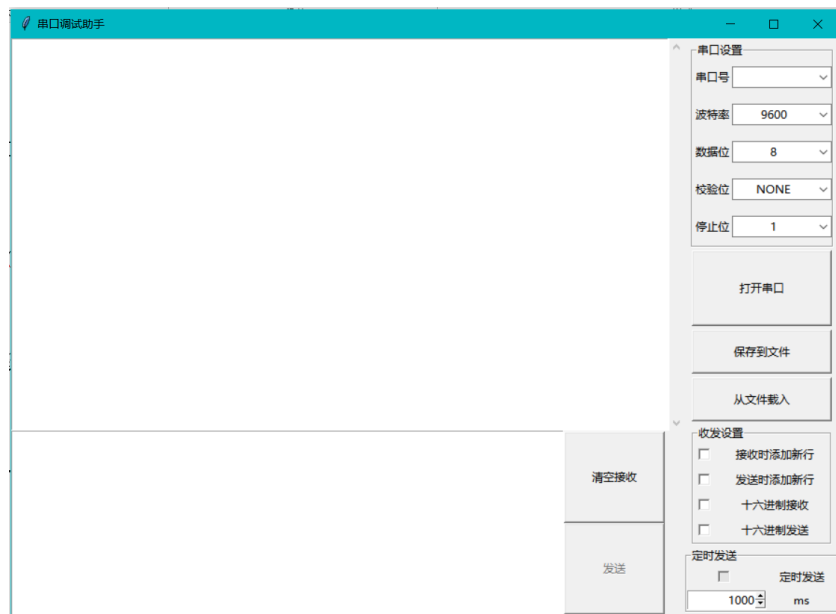 串口调试助手
串口设置
串口号
波特率 9600
数据位 8
校验位 NONE
停止位 1
打开串口
保存到文件
从文件载入
收发设置
接收时添加新行
发送时添加新行
十六进制接收
十六进制发送
清空接收
发送
定时发送
定时发送
1000 ms